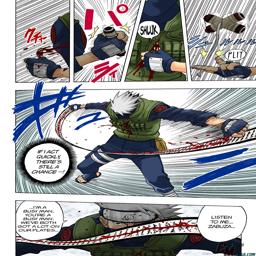 パ
SHUK
IF I ACT
QUICKLY
THERE'S
STILL A
CHANCE--!
...I'M A
BUSY MAN.
YOU'RE A
BUSY MAN.
WE'VE BOTH
GOT A LOT ON
OUR PLATES.
LISTEN TO
ME...
ZABUZA.